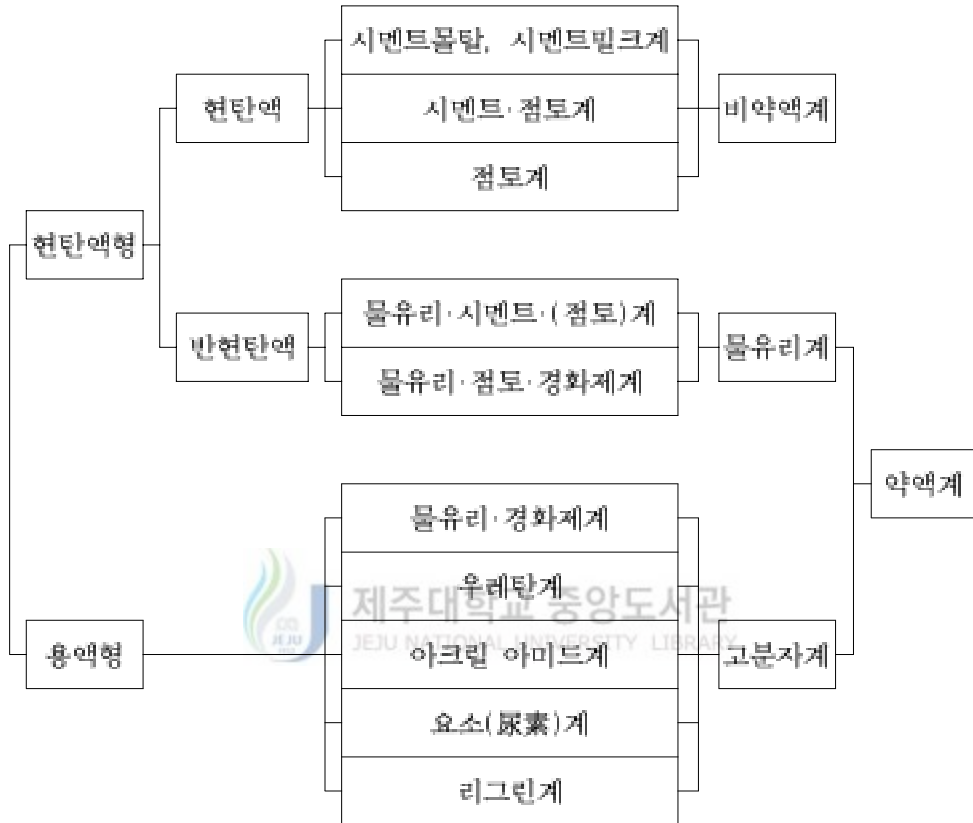 시멘트몰탈, 시멘트밀크계
현탄액
시멘트·점토계
비약액계
점토계
현탄액형
물유리·시멘트·(점토)계
반현탄액
물유리계
물유리·점토·경화제계
약액계
물유리·경화제계
우레탄계
제주대학교 중앙도서관
JEJU NATIONAL UNIVERSITY LIBRARY
JEJU
용액형
아크릴 아미드계
고분자계
요소(尿素)계
리그린계